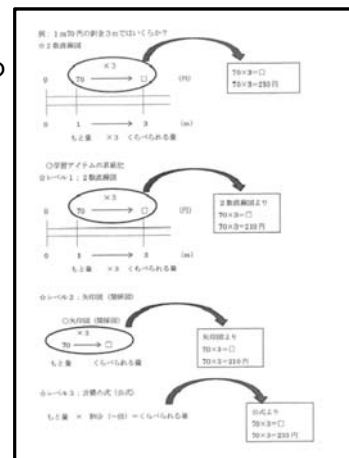 例：1m70円の針金3mではいくらか？
☆2数直線図
×3
0 70 □ (円)
0 1 3 (m)
もと量 ×3 くらべられる量
70×3=□
70×3=210円
○学習アイテムの系統化
☆レベル1：2数直線図
×3
0 70 □ (円)
0 1 3 (m)
もと量 ×3 くらべられる量
2数直線図より
70×3=□
70×3=210円
☆レベル2：矢印図（関係図）
○矢印図（関係図）
×3
70 □
もと量 くらべられる量
矢印図より
70×3=□
70×3=210
☆レベル3：言葉の式（公式）
もと量 × 割合（～倍）=くらべられる量
公式より
70×3=□
70×3=210円